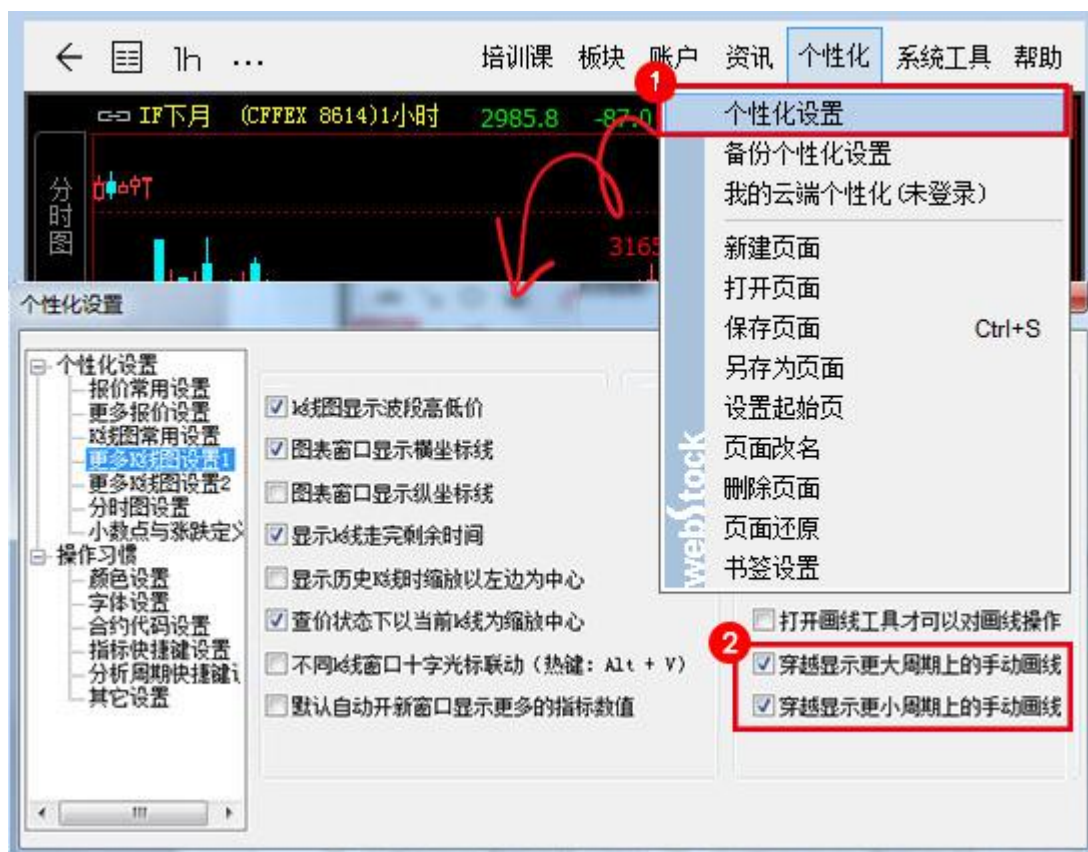 1h ...
培训课 板块 账户 资讯 个性化 系统工具 帮助
1
IF下月 (CFFEX 8614)1小时 2985.8 -87.0
分时图
3165
个性化设置
备份个性化设置
我的云端个性化(未登录)
新建页面
打开页面
保存页面 Ctrl+S
另存为页面
设置起始页
页面改名
删除页面
页面还原
书签设置
webstock
个性化设置
个性化设置
报价常用设置
更多报价设置
K线图常用设置
更多K线图设置1
更多K线图设置2
分时图设置
小数点与涨跌定义
操作习惯
颜色设置
字体设置
合约代码设置
指标快捷键设置
分析周期快捷键
其它设置
K线图显示波段高低价
图表窗口显示横坐标线
图表窗口显示纵坐标线
显示K线走完剩余时间
显示历史K线时缩放以左边为中心
查价状态下以当前K线为缩放中心
不同K线窗口十字光标联动（热键：Alt + V）
默认自动开新窗口显示更多的指标数值
打开画线工具才可以对画线操作
2
穿越显示更大周期上的手动画线
穿越显示更小周期上的手动画线